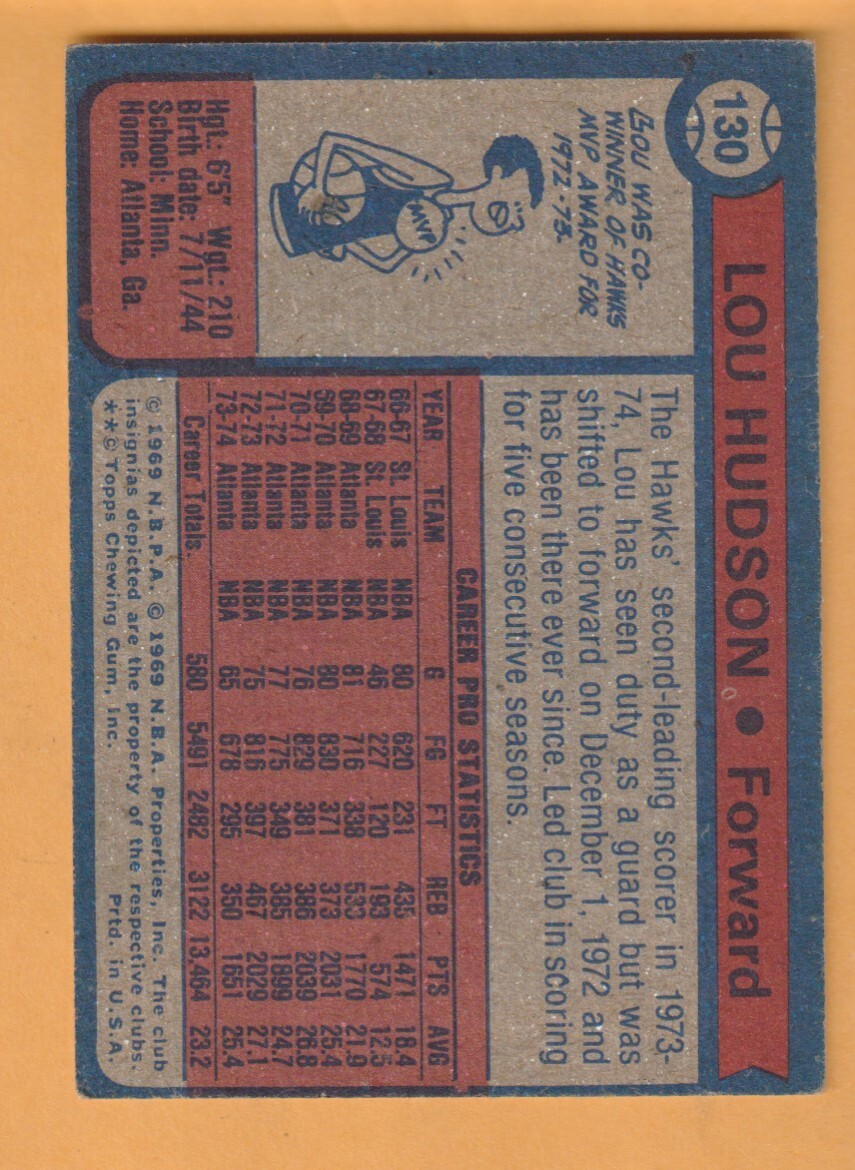 130
LOU HUDSON • Forward
LOU WAS CO-
WINNER OF HAWKS
MVP AWARD FOR
1972-73.
MVP
Hgt.: 6'5" Wgt.: 210
Birth date: 7/11/44
School: Minn.
Home: Atlanta, Ga.
The Hawks' second-leading scorer in 1973-
74, Lou has seen duty as a guard but was
shifted to forward on December 1, 1972 and
has been there ever since. Led club in scoring
for five consecutive seasons.
CAREER PRO STATISTICS
YEAR TEAM G FG FT REB PTS AVG
66-67 St. Louis NBA 80 620 231 435 1471 18.4
67-68 St. Louis NBA 46 227 120 193 574 12.5
68-69 Atlanta NBA 81 716 338 533 1770 21.9
69-70 Atlanta NBA 80 830 371 373 2031 25.4
70-71 Atlanta NBA 76 829 381 386 2039 26.8
71-72 Atlanta NBA 77 775 349 385 1899 24.7
72-73 Atlanta NBA 75 816 397 467 2029 27.1
73-74 Atlanta NBA 65 678 295 350 1651 25.4
Career Totals. 580 5491 2482 3122 13,464 23.2
© 1969 N.B.P.A. © 1969 N.B.A. Properties, Inc. The club
insignias depicted are the property of the respective clubs.
**© Topps Chewing Gum, Inc. Prtd. in U.S.A.